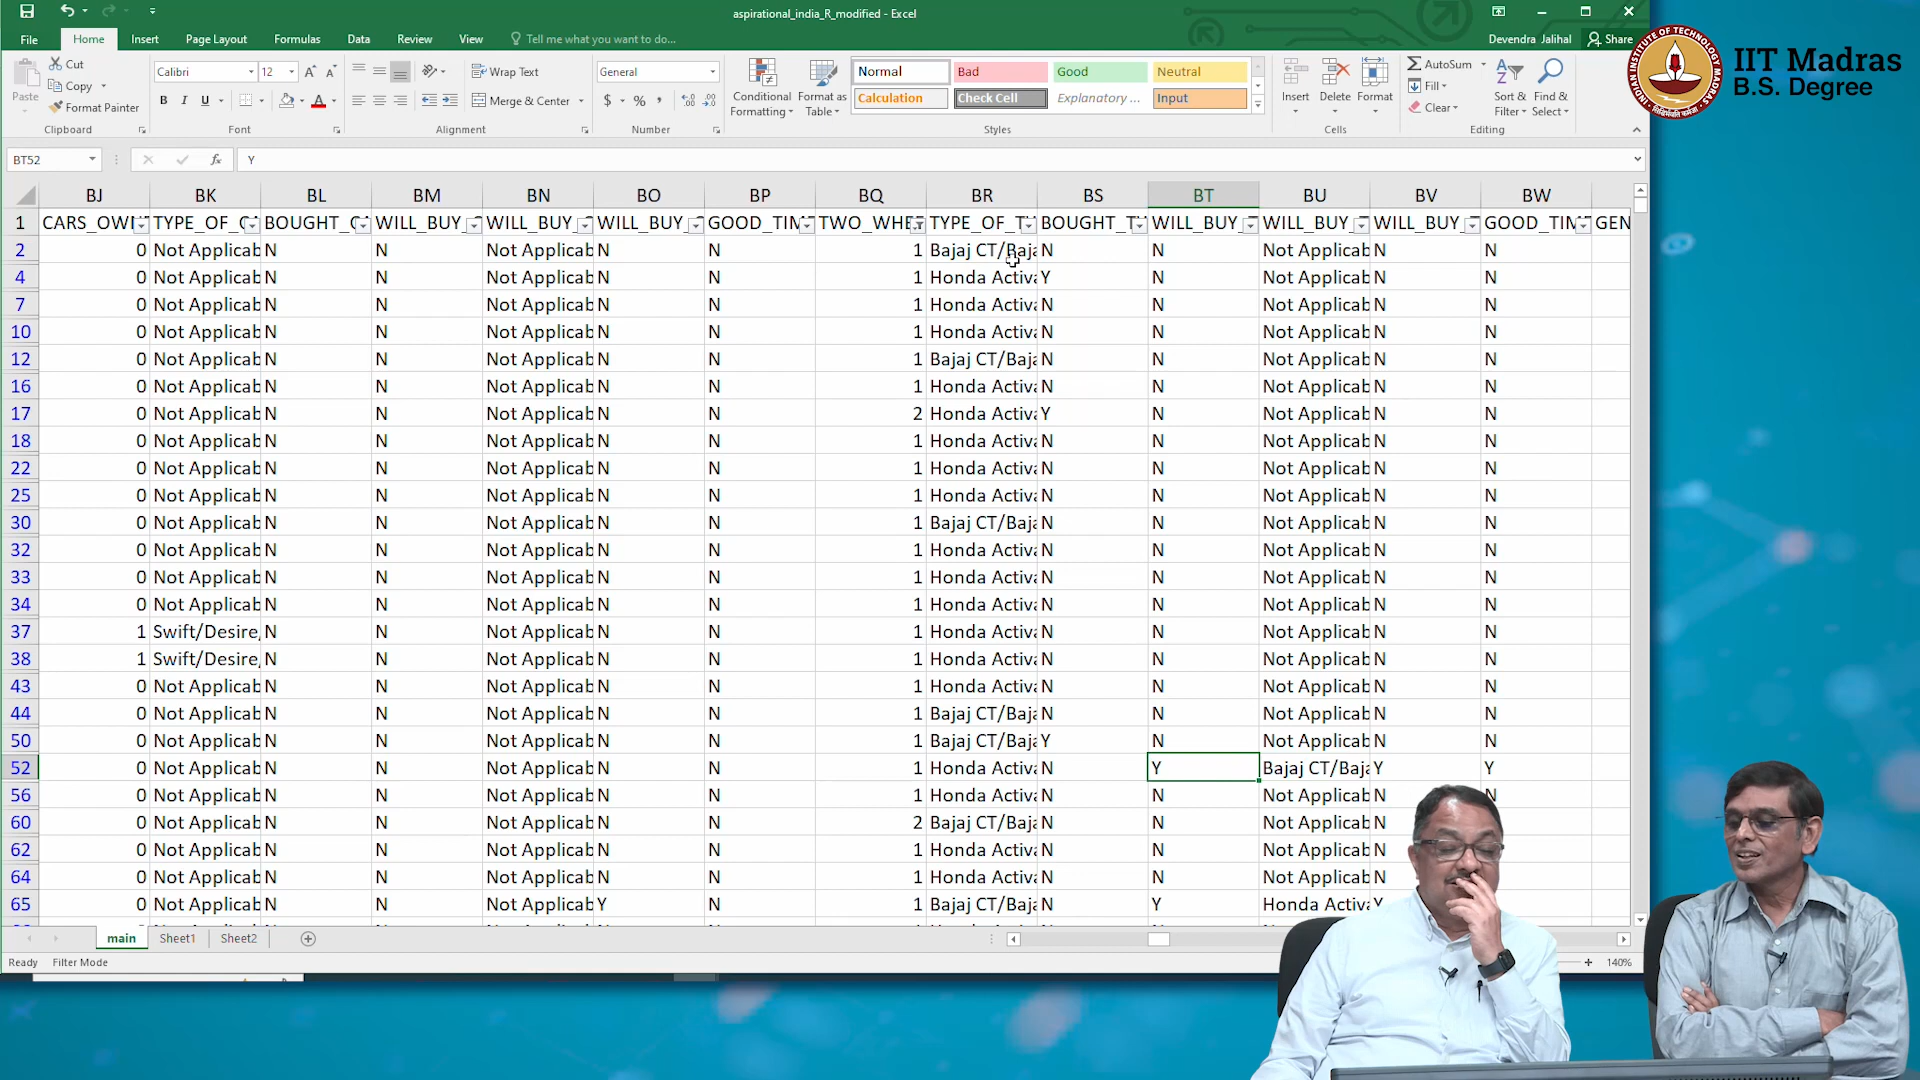 aspirational_india_R_modified - Excel
File Home Insert Page Layout Formulas Data Review View Tell me what you want to do... Devendra Jalihal Share
IIT Madras
B.S. Degree
Paste Cut Copy Format Painter Clipboard
Calibri 12 B I U Font
Wrap Text Merge & Center Alignment
General $ % , Number
Conditional Formatting Format as Table
Normal Bad Good Neutral
Calculation Check Cell Explanatory ... Input
Styles
Insert Delete Format Cells
AutoSum Fill Clear Sort & Filter Find & Select Editing
BT52 fx Y
BJ BK BL BM BN BO BP BQ BR BS BT BU BV BW
1 CARS_OWN TYPE_OF_C BOUGHT_C WILL_BUY_ WILL_BUY_ WILL_BUY_ GOOD_TIM TWO_WHE TYPE_OF_T BOUGHT_T WILL_BUY_T WILL_BUY_T WILL_BUY_T GOOD_TIM GEN
2 0 Not Applicab N N Not Applicab N N 1 Bajaj CT/Baja N N Not Applicab N N
4 0 Not Applicab N N Not Applicab N N 1 Honda Activa Y N Not Applicab N N
7 0 Not Applicab N N Not Applicab N N 1 Honda Activa N N Not Applicab N N
10 0 Not Applicab N N Not Applicab N N 1 Honda Activa N N Not Applicab N N
12 0 Not Applicab N N Not Applicab N N 1 Bajaj CT/Baja N N Not Applicab N N
16 0 Not Applicab N N Not Applicab N N 1 Honda Activa N N Not Applicab N N
17 0 Not Applicab N N Not Applicab N N 2 Honda Activa Y N Not Applicab N N
18 0 Not Applicab N N Not Applicab N N 1 Honda Activa N N Not Applicab N N
22 0 Not Applicab N N Not Applicab N N 1 Honda Activa N N Not Applicab N N
25 0 Not Applicab N N Not Applicab N N 1 Honda Activa N N Not Applicab N N
30 0 Not Applicab N N Not Applicab N N 1 Bajaj CT/Baja N N Not Applicab N N
32 0 Not Applicab N N Not Applicab N N 1 Honda Activa N N Not Applicab N N
33 0 Not Applicab N N Not Applicab N N 1 Honda Activa N N Not Applicab N N
34 0 Not Applicab N N Not Applicab N N 1 Honda Activa N N Not Applicab N N
37 1 Swift/Desire, N N Not Applicab N N 1 Honda Activa N N Not Applicab N N
38 1 Swift/Desire, N N Not Applicab N N 1 Honda Activa N N Not Applicab N N
43 0 Not Applicab N N Not Applicab N N 1 Honda Activa N N Not Applicab N N
44 0 Not Applicab N N Not Applicab N N 1 Bajaj CT/Baja N N Not Applicab N N
50 0 Not Applicab N N Not Applicab N N 1 Bajaj CT/Baja Y N Not Applicab N N
52 0 Not Applicab N N Not Applicab N N 1 Honda Activa N Y Bajaj CT/Baja Y Y
56 0 Not Applicab N N Not Applicab N N 1 Honda Activa N N Not Applicab N N
60 0 Not Applicab N N Not Applicab N N 2 Bajaj CT/Baja N N Not Applicab N
62 0 Not Applicab N N Not Applicab N N 1 Honda Activa N N Not Applicab N
64 0 Not Applicab N N Not Applicab N N 1 Honda Activa N N Not Applicab N
65 0 Not Applicab N N Not Applicab Y N 1 Bajaj CT/Baja N Y Honda Activa Y
main Sheet1 Sheet2
Ready Filter Mode 140%